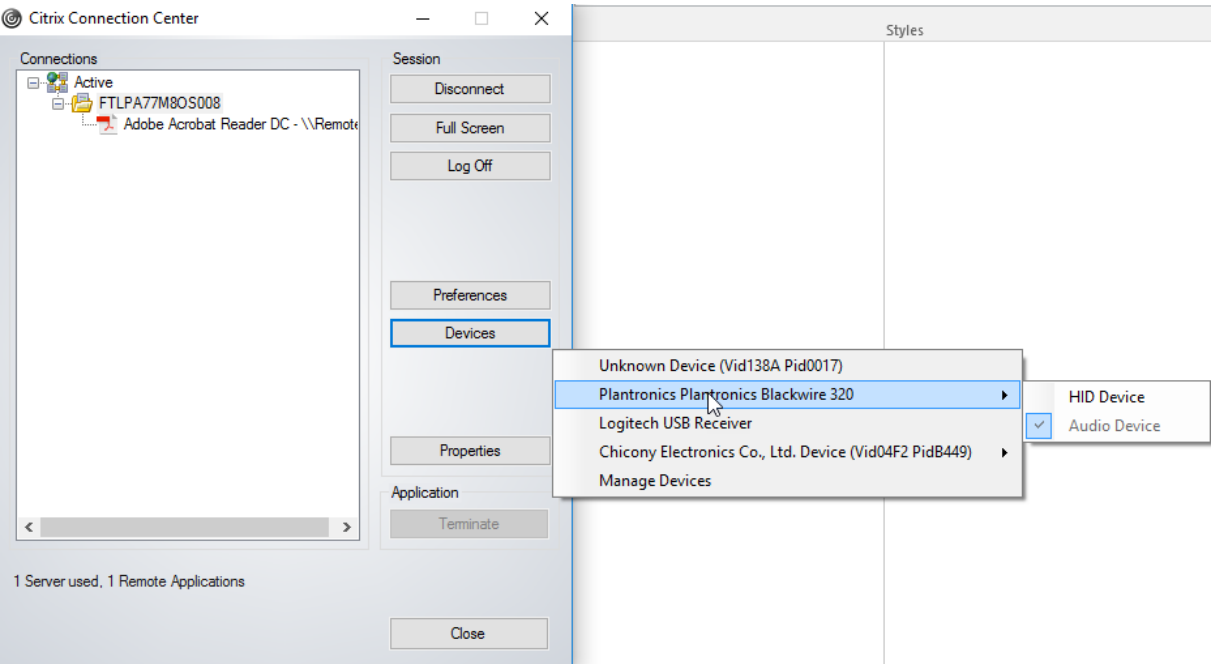 Citrix Connection Center
Styles
Connections
Active
FTLPA77M8OS008
Adobe Acrobat Reader DC - \\Remote
Session
Disconnect
Full Screen
Log Off
Preferences
Devices
Properties
Unknown Device (Vid138A Pid0017)
Plantronics Plantronics Blackwire 320
Logitech USB Receiver
Chicony Electronics Co., Ltd. Device (Vid04F2 PidB449)
Manage Devices
HID Device
Audio Device
Application
Terminate
1 Server used, 1 Remote Applications
Close